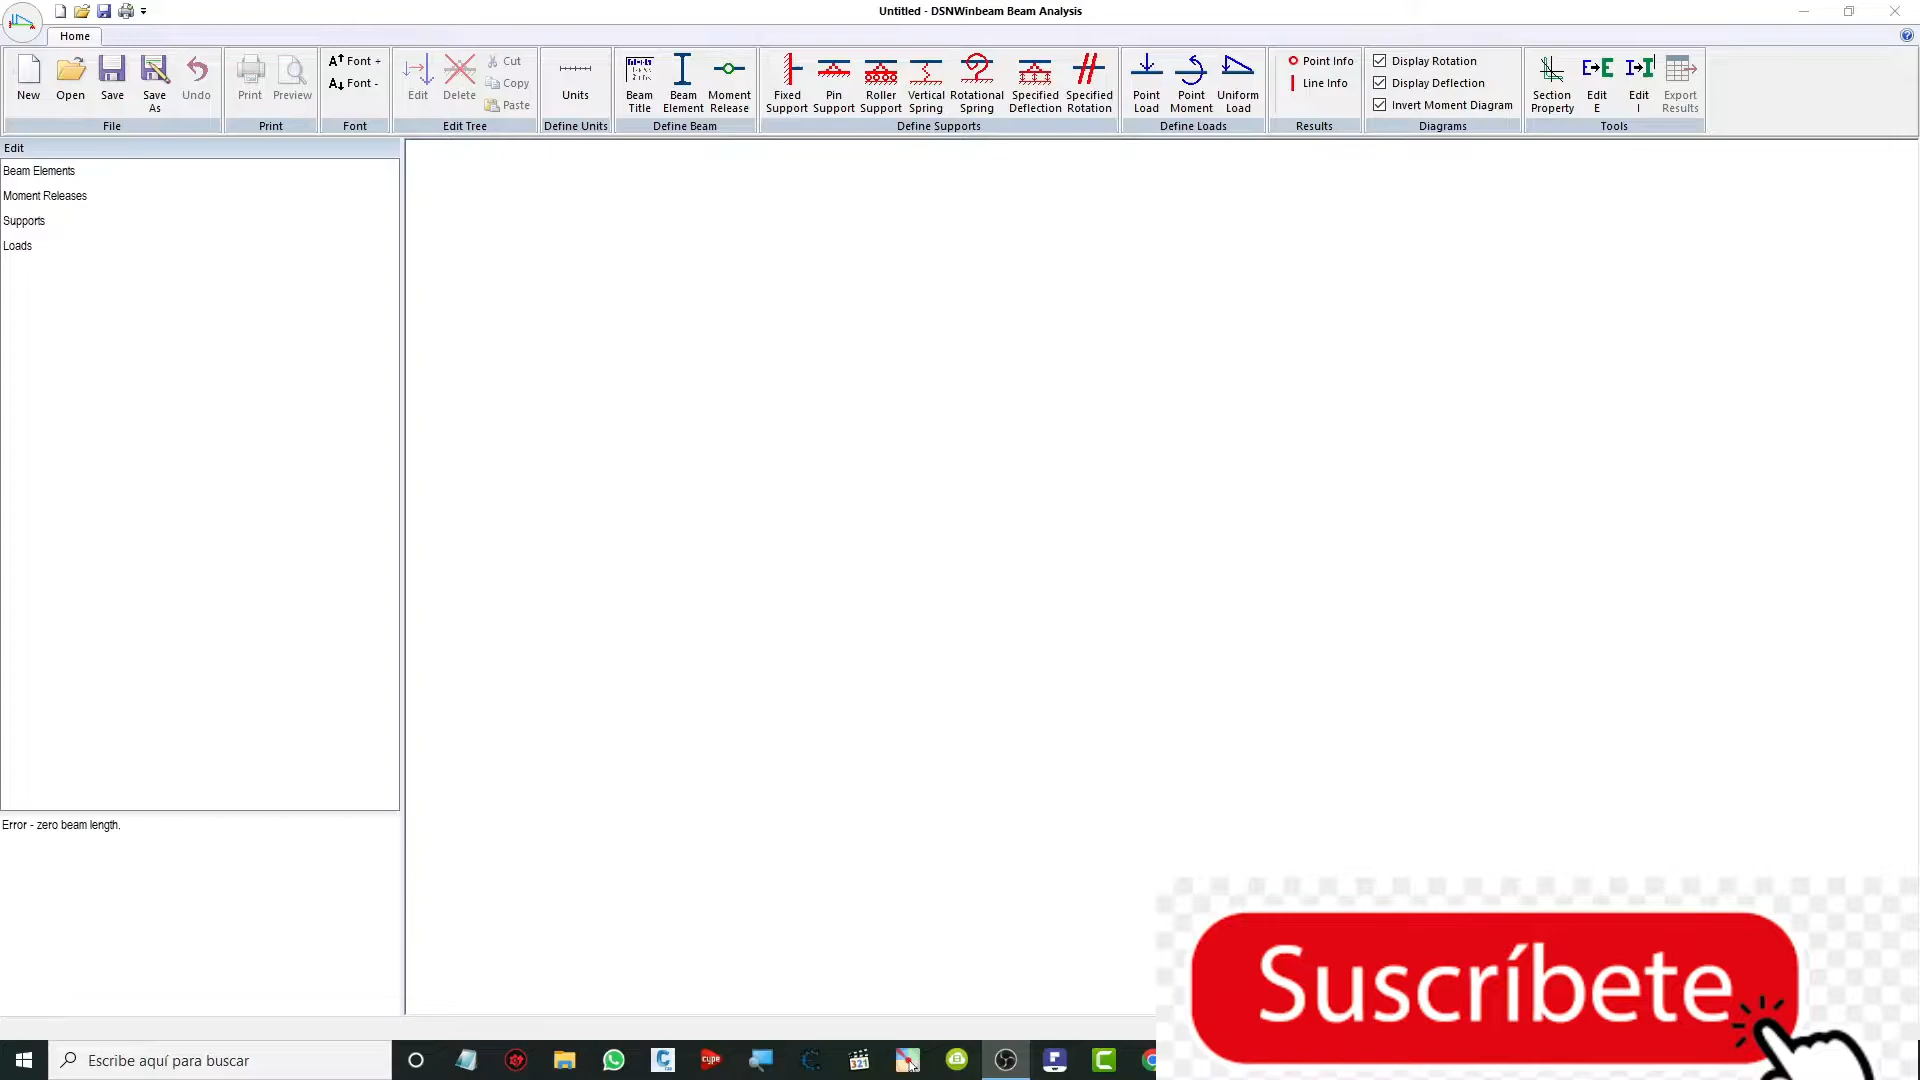 Untitled - DSNWinbeam Beam Analysis
Home
New
Open
Save
Save As
Undo
File
Print
Preview
Print
Font +
Font -
Font
Edit
Delete
Cut
Copy
Paste
Edit Tree
Units
Define Units
Beam Title
Beam Element
Moment Release
Define Beam
Fixed Support
Pin Support
Roller Support
Vertical Spring
Rotational Spring
Specified Deflection
Specified Rotation
Define Supports
Point Load
Point Moment
Uniform Load
Define Loads
Point Info
Line Info
Results
Display Rotation
Display Deflection
Invert Moment Diagram
Diagrams
Section Property
Edit E
Edit I
Export Results
Tools
Edit
Beam Elements
Moment Releases
Supports
Loads
Error - zero beam length.
Suscríbete
Escribe aquí para buscar
cype
321